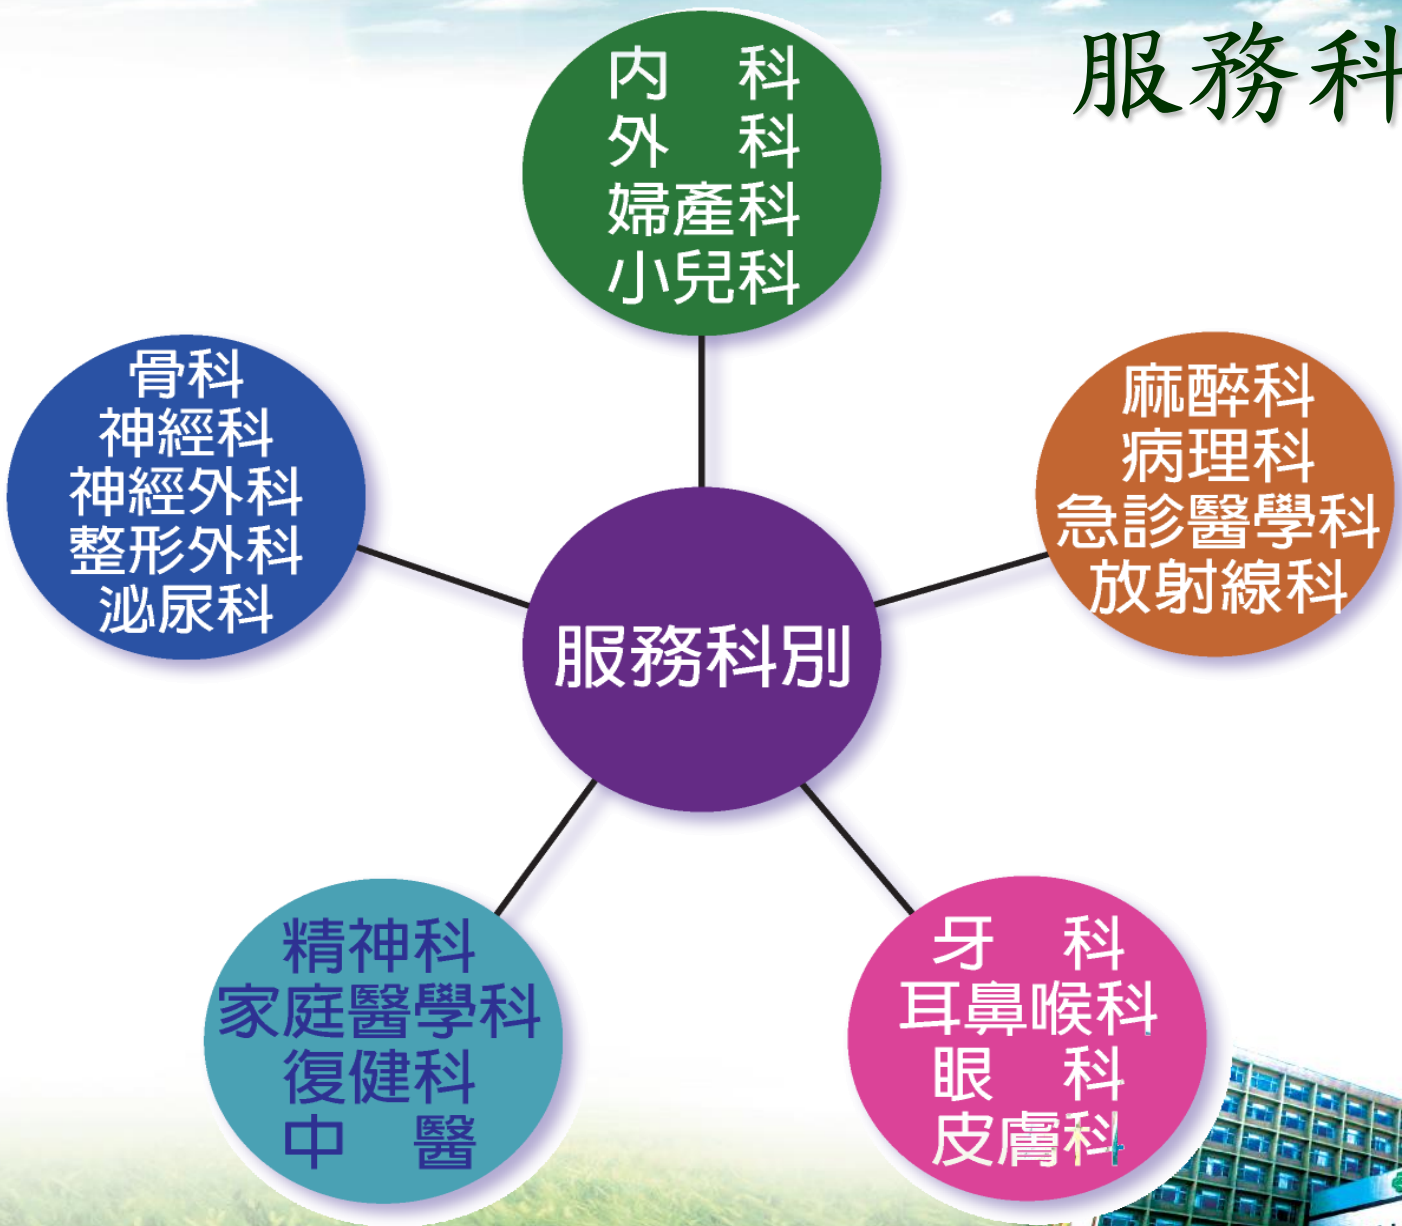 服務科
内　科
外　科
婦產科
小兒科
骨科
神經科
神經外科
整形外科
泌尿科
麻醉科
病理科
急診醫學科
放射線科
服務科別
精神科
家庭醫學科
復健科
中　醫
牙　科
耳鼻喉科
眼　科
皮膚科